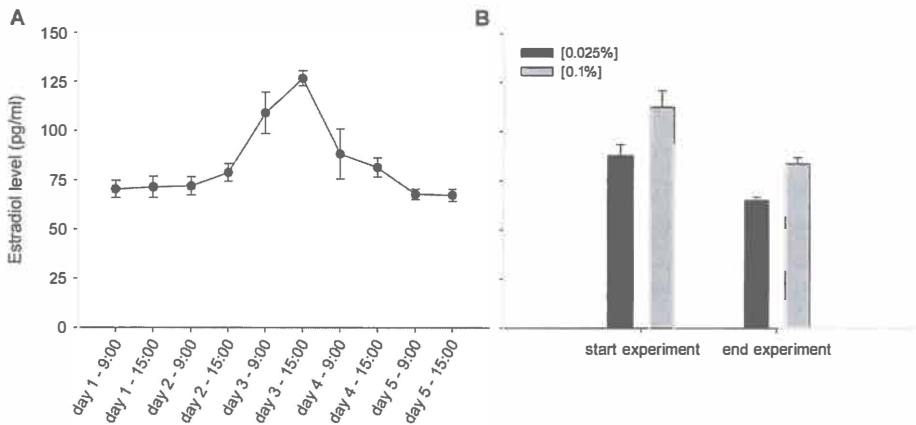 A
B
150
125
100
75
50
25
0
Estradiol level (pg/ml)
day 1 - 9:00
day 1 - 15:00
day 2 - 9:00
day 2 - 15:00
day 3 - 9:00
day 3 - 15:00
day 4 - 9:00
day 4 - 15:00
day 5 - 9:00
day 5 - 15:00
[0.025%]
[0.1%]
start experiment
end experiment